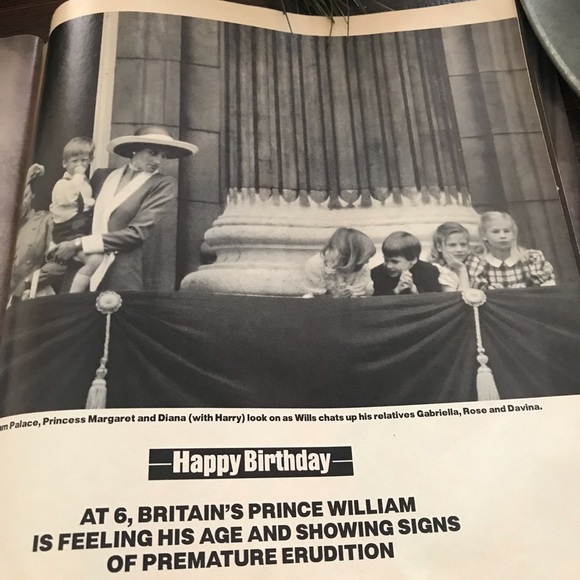 Palace, Princess Margaret and Diana (with Harry) look on as Wills chats up his relatives Gabriella, Rose and Davina.
Happy Birthday
AT 6, BRITAIN'S PRINCE WILLIAM
IS FEELING HIS AGE AND SHOWING SIGNS
OF PREMATURE ERUDITION